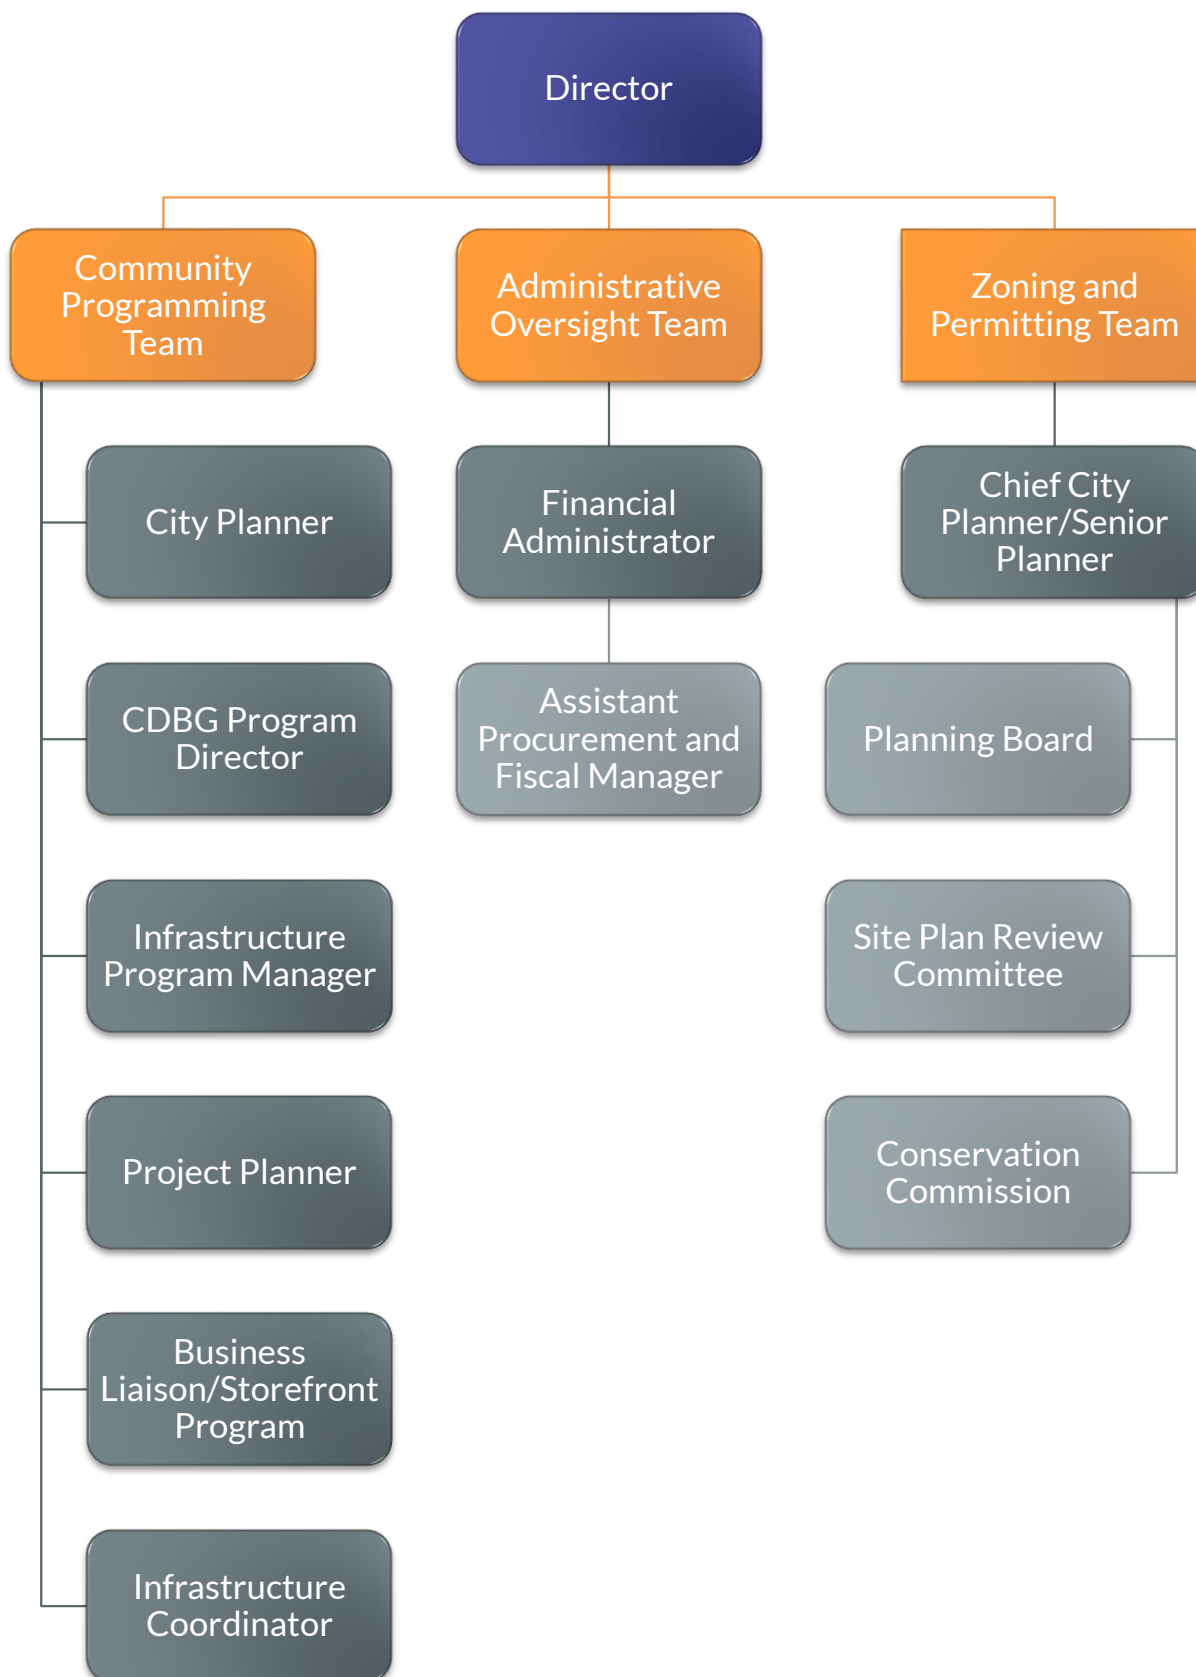 Director
Community
Programming
Team
Administrative
Oversight Team
Zoning and
Permitting Team
City Planner
Financial
Administrator
Chief City
Planner/Senior
Planner
CDBG Program
Director
Assistant
Procurement and
Fiscal Manager
Planning Board
Infrastructure
Program Manager
Site Plan Review
Committee
Project Planner
Conservation
Commission
Business
Liaison/Storefront
Program
Infrastructure
Coordinator